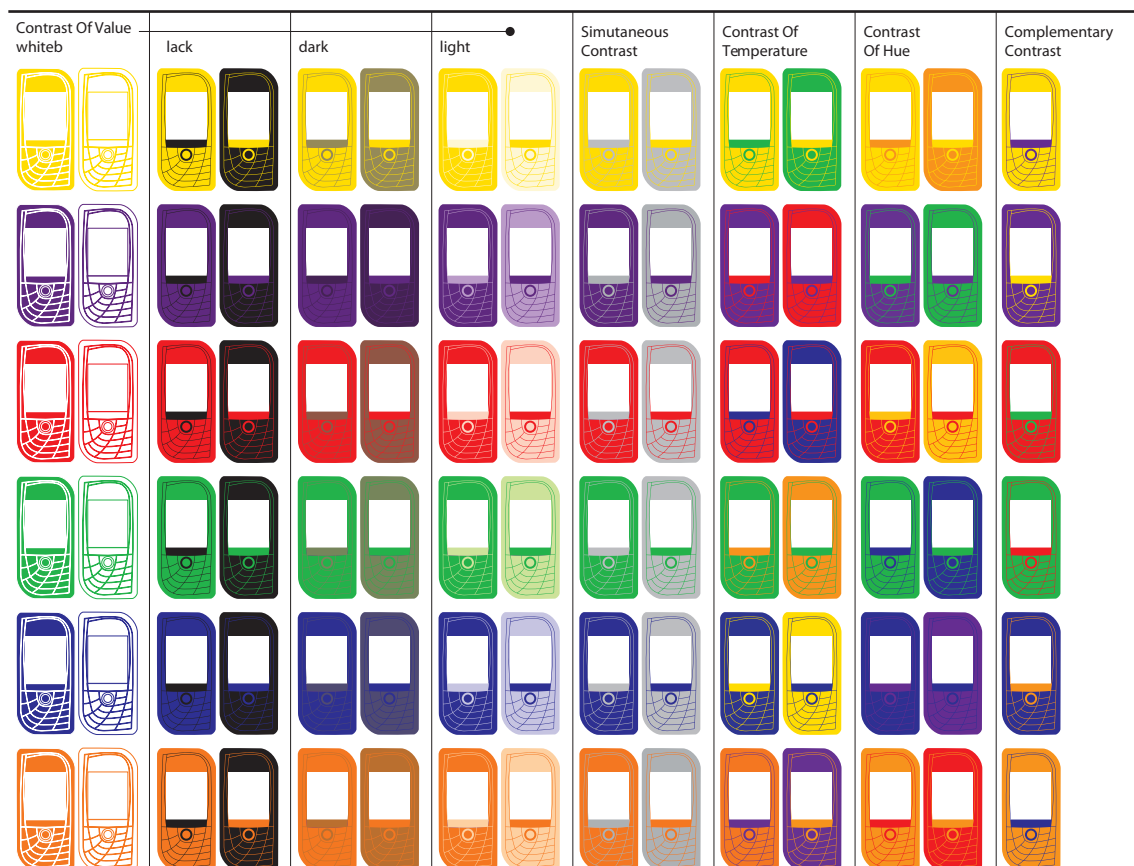 Contrast Of Value
whiteb
lack
dark
light
Simutaneous
Contrast
Contrast Of
Temperature
Contrast
Of Hue
Complementary
Contrast